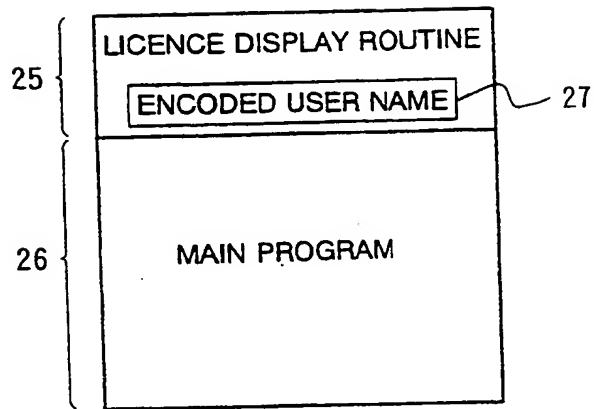 LICENCE DISPLAY ROUTINE
25
ENCODED USER NAME
27
26
MAIN PROGRAM